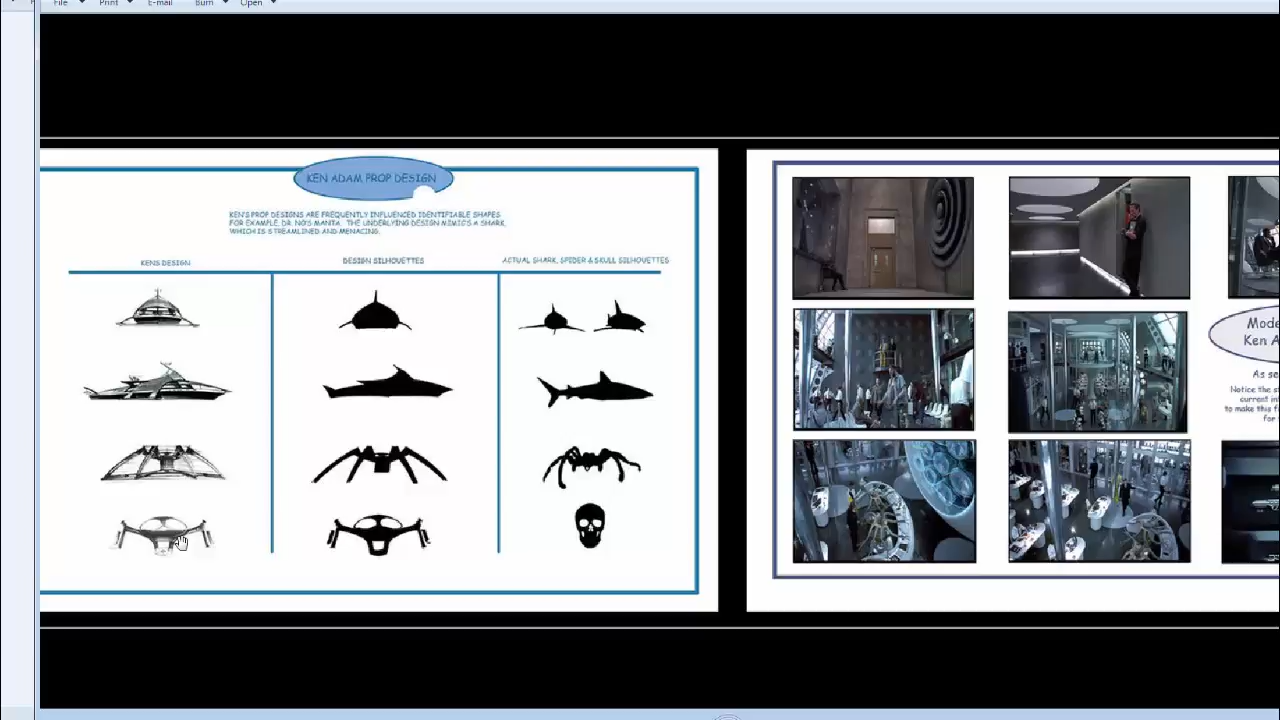 File
Print
E-mail
Burn
Open
KEN ADAM PROP DESIGN
KEN'S PROP DESIGNS ARE FREQUENTLY INFLUENCED IDENTIFIABLE SHAPES
FOR EXAMPLE, DR. NO'S MANTA. THE UNDERLYING DESIGN MIMIC'S A SHARK,
WHICH IS STREAMLINED AND MENACING.
KENS DESIGN
DESIGN SILHOUETTES
ACTUAL SHARK, SPIDER & SKULL SILHOUETTES
Mode
Ken A
As se
Notice the s
current in
to make this f
for